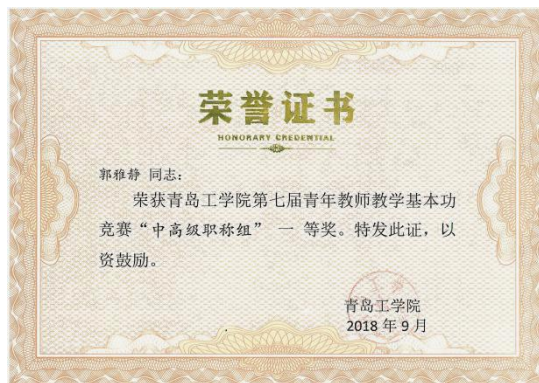 荣誉证书
HONORARY CREDENTIAL
郭雅静 同志：
荣获青岛工学院第七届青年教师教学基本功
竞赛“中高级职称组” 一 等奖。特发此证，以
资鼓励。
青岛工学院
2018 年 9 月